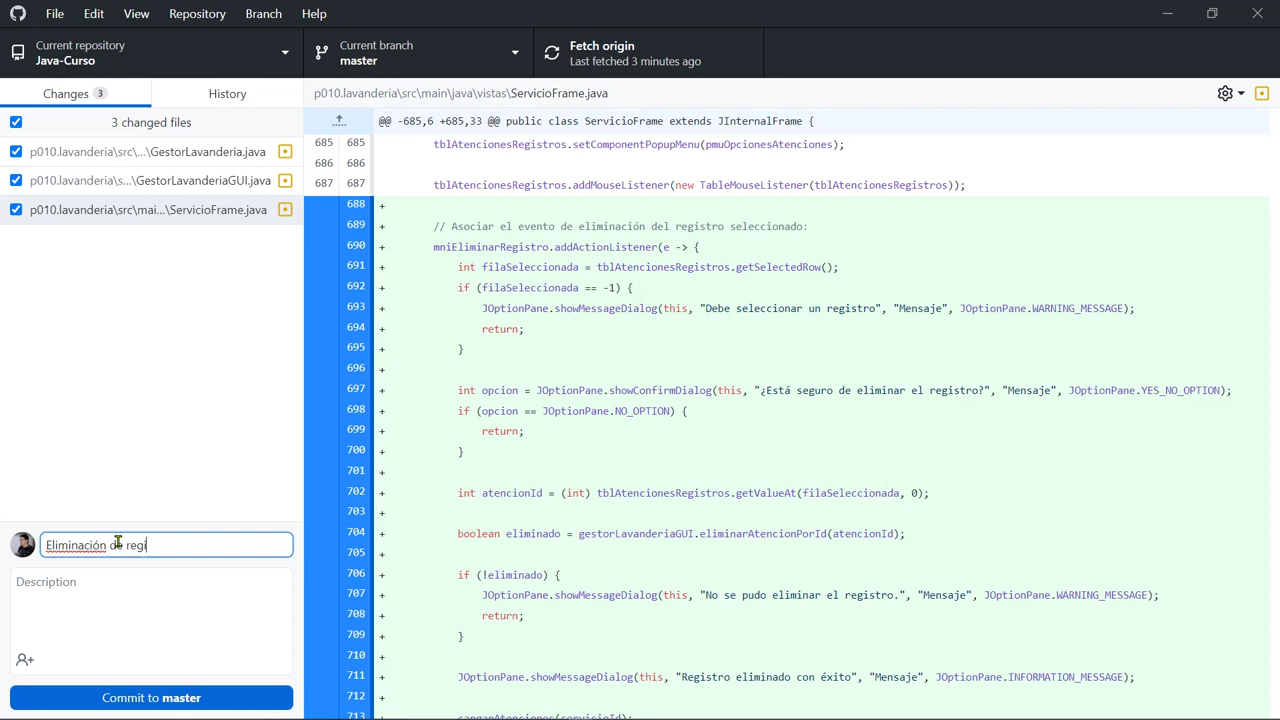 File Edit View Repository Branch Help
Current repository
Java-Curso
Current branch
master
Fetch origin
Last fetched 3 minutes ago
Changes 3
History
p010.lavanderia\src\main\java\vistas\ServicioFrame.java
3 changed files
p010.lavanderia\src\...\GestorLavanderia.java
p010.lavanderia\s...\GestorLavanderiaGUI.java
p010.lavanderia\src\mai...\ServicioFrame.java
@@ -685,6 +685,33 @@ public class ServicioFrame extends JInternalFrame {
685 685 tblAtencionesRegistros.setComponentPopupMenu(pmuOpcionesAtenciones);
686 686
687 687 tblAtencionesRegistros.addMouseListener(new TableMouseListener(tblAtencionesRegistros));
688 +
689 + // Asociar el evento de eliminación del registro seleccionado:
690 + mniEliminarRegistro.addActionListener(e -> {
691 + int filaSeleccionada = tblAtencionesRegistros.getSelectedRow();
692 + if (filaSeleccionada == -1) {
693 + JOptionPane.showMessageDialog(this, "Debe seleccionar un registro", "Mensaje", JOptionPane.WARNING_MESSAGE);
694 + return;
695 + }
696 +
697 + int opcion = JOptionPane.showConfirmDialog(this, "¿Está seguro de eliminar el registro?", "Mensaje", JOptionPane.YES_NO_OPTION);
698 + if (opcion == JOptionPane.NO_OPTION) {
699 + return;
700 + }
701 +
702 + int atencionId = (int) tblAtencionesRegistros.getValueAt(filaSeleccionada, 0);
703 +
704 + boolean eliminado = gestorLavanderiaGUI.eliminarAtencionPorId(atencionId);
705 +
706 + if (!eliminado) {
707 + JOptionPane.showMessageDialog(this, "No se pudo eliminar el registro.", "Mensaje", JOptionPane.WARNING_MESSAGE);
708 + return;
709 + }
710 +
711 + JOptionPane.showMessageDialog(this, "Registro eliminado con éxito", "Mensaje", JOptionPane.INFORMATION_MESSAGE);
712 +
713
Eliminación de regi
Description
Commit to master